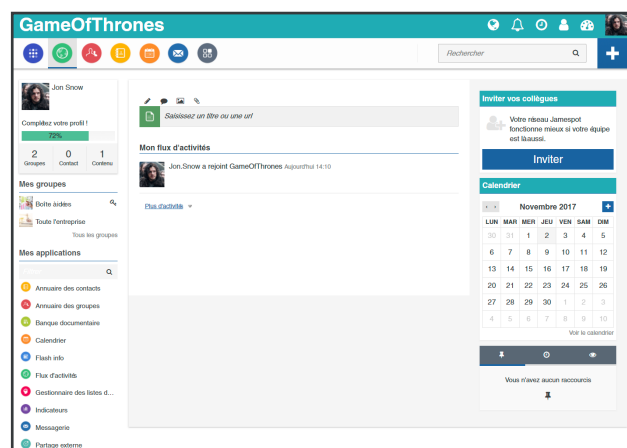 GameOfThrones
Rechercher
Jon Snow
Complétez votre profil !
72%
2 0 1
Groupes Contact Contenu
Mes groupes
Boîte àidées
Toute l'entreprise
Tous les groupes
Mes applications
Annuaire des contacts
Annuaire des groupes
Banque documentaire
Calendrier
Flash info
Flux d'activités
Gestionnaire des listes d...
Indicateurs
Messagerie
Partage externe
Saisissez un titre ou une url
Mon flux d'activités
Jon.Snow a rejoint GameOfThrones Aujourd'hui 14:10
Plus d'activités
Inviter vos collègues
Votre réseau Jamespot
fonctionne mieux si votre équipe
est làaussi.
Inviter
Calendrier
Novembre 2017
LUN MAR MER JEU VEN SAM DIM
30 31 1 2 3 4 5
6 7 8 9 10 11 12
13 14 15 16 17 18 19
20 21 22 23 24 25 26
27 28 29 30 1 2 3
4 5 6 7 8 9 10
Voir le calendrier
Vous n'avez aucun raccourcis